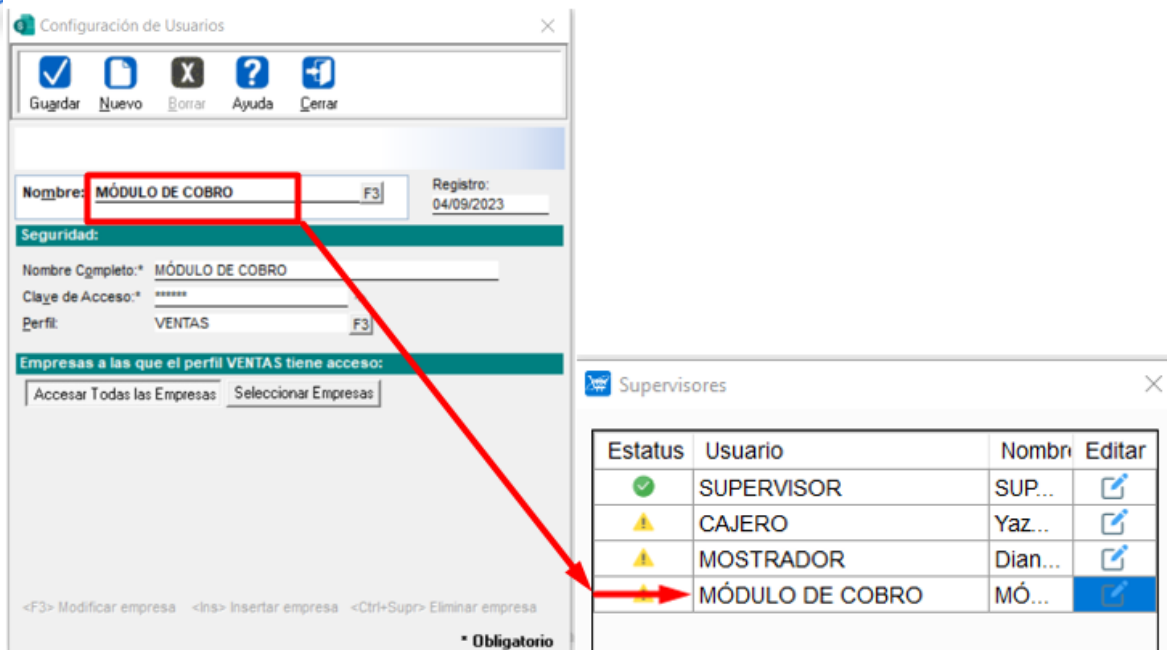 Configuración de Usuarios
Guardar Nuevo Borrar Ayuda Cerrar
Nombre: MÓDULO DE COBRO F3
Registro:
04/09/2023
Seguridad:
Nombre Completo:* MÓDULO DE COBRO
Clave de Acceso:* ******
Perfil: VENTAS F3
Empresas a las que el perfil VENTAS tiene acceso:
Accesar Todas las Empresas Seleccionar Empresas
<F3> Modificar empresa <Ins> Insertar empresa <Ctrl+Supr> Eliminar empresa
* Obligatorio
Supervisores
Estatus Usuario Nombr Editar
SUPERVISOR SUP...
CAJERO Yaz...
MOSTRADOR Dian...
MÓDULO DE COBRO MÓ...